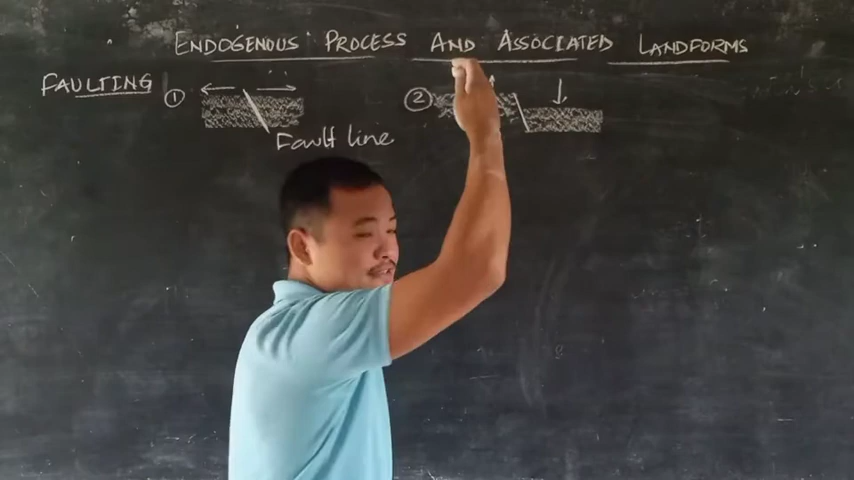 ENDOGENOUS PROCESS AND ASSOCIATED LANDFORMS
FAULTING
1
2
Fault line